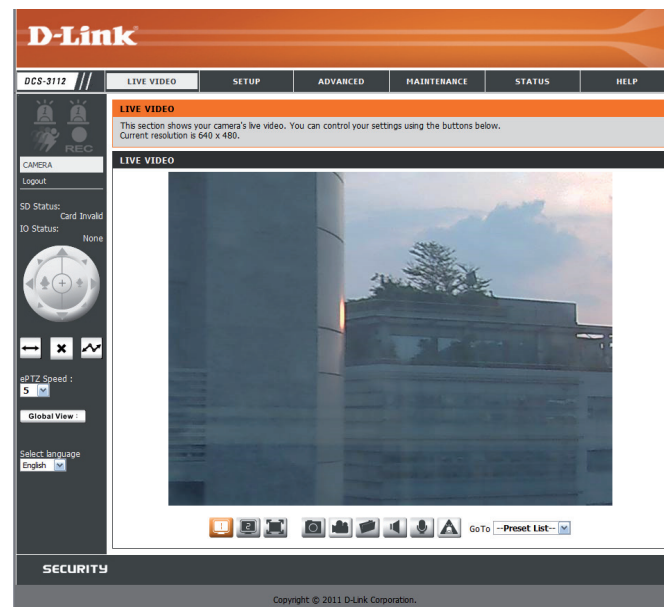 D-Link
DCS-3112
LIVE VIDEO
SETUP
ADVANCED
MAINTENANCE
STATUS
HELP
REC
CAMERA
Logout
SD Status:
Card Invalid
IO Status:
None
ePTZ Speed :
5
Global View :
Select language
English
LIVE VIDEO
This section shows your camera's live video. You can control your settings using the buttons below.
Current resolution is 640 x 480.
LIVE VIDEO
1
2
GoTo --Preset List--
SECURITY
Copyright © 2011 D-Link Corporation.